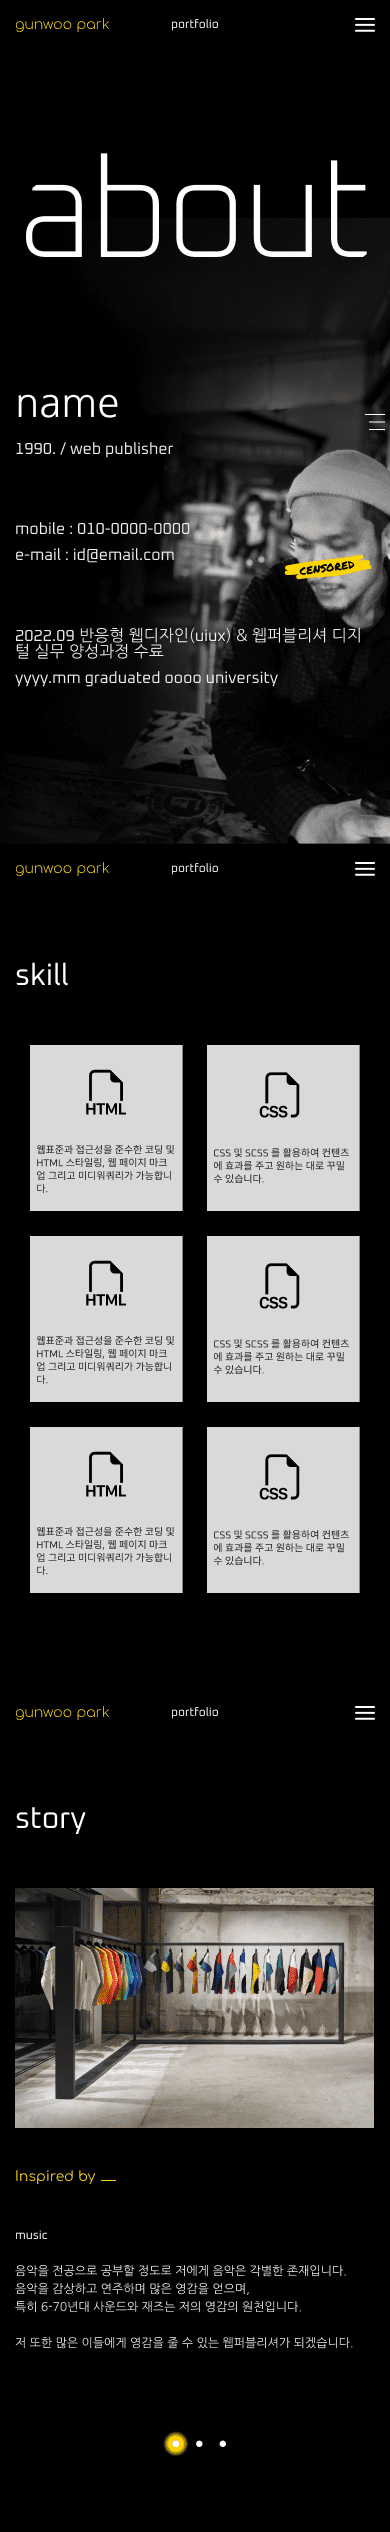 gunwoo park
portfolio
about
name
1990. / web publisher
mobile : 010-0000-0000
e-mail : id@email.com
CENSORED
2022.09 반응형 웹디자인(uiux) & 웹퍼블리셔 디지
털 실무 양성과정 수료
yyyy.mm graduated oooo university
gunwoo park
portfolio
skill
HTML
웹표준과 접근성을 준수한 코딩 및
HTML 스타일링, 웹 페이지 마크
업 그리고 미디워쿼리가 가능합니
다.
CSS
CSS 및 SCSS 를 활용하여 컨텐츠
에 효과를 주고 원하는 대로 꾸밀
수 있습니다.
HTML
웹표준과 접근성을 준수한 코딩 및
HTML 스타일링, 웹 페이지 마크
업 그리고 미디워쿼리가 가능합니
다.
CSS
CSS 및 SCSS 를 활용하여 컨텐츠
에 효과를 주고 원하는 대로 꾸밀
수 있습니다.
HTML
웹표준과 접근성을 준수한 코딩 및
HTML 스타일링, 웹 페이지 마크
업 그리고 미디워쿼리가 가능합니
다.
CSS
CSS 및 SCSS 를 활용하여 컨텐츠
에 효과를 주고 원하는 대로 꾸밀
수 있습니다.
gunwoo park
portfolio
story
Inspired by __
music
음악을 전공으로 공부할 정도로 저에게 음악은 각별한 존재입니다.
음악을 감상하고 연주하며 많은 영감을 얻으며,
특히 6-70년대 사운드와 재즈는 저의 영감의 원천입니다.
저 또한 많은 이들에게 영감을 줄 수 있는 웹퍼블리셔가 되겠습니다.